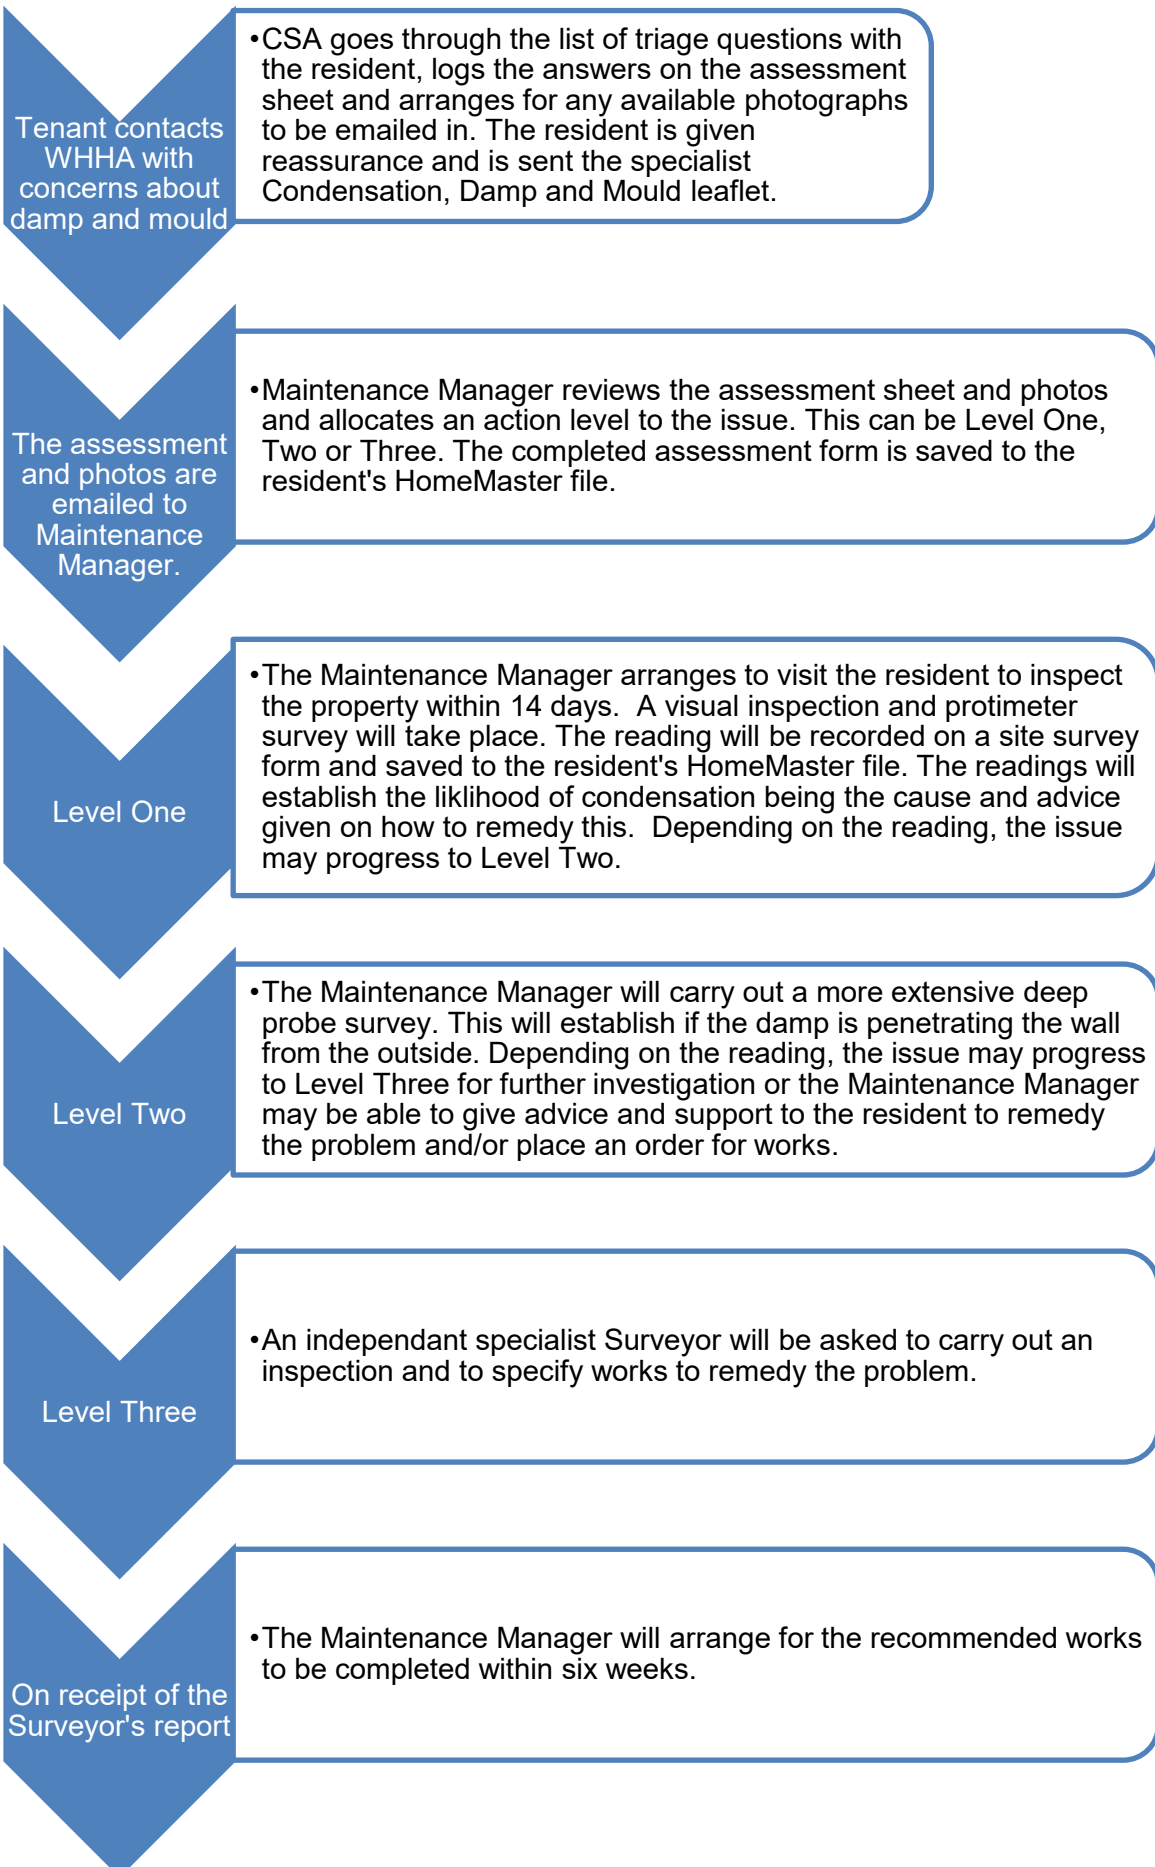 Tenant contacts
WHHA with
concerns about
damp and mould
•CSA goes through the list of triage questions with
the resident, logs the answers on the assessment
sheet and arranges for any available photographs
to be emailed in. The resident is given
reassurance and is sent the specialist
Condensation, Damp and Mould leaflet.
The assessment
and photos are
emailed to
Maintenance
Manager.
•Maintenance Manager reviews the assessment sheet and photos
and allocates an action level to the issue. This can be Level One,
Two or Three. The completed assessment form is saved to the
resident's HomeMaster file.
Level One
•The Maintenance Manager arranges to visit the resident to inspect
the property within 14 days.  A visual inspection and protimeter
survey will take place. The reading will be recorded on a site survey
form and saved to the resident's HomeMaster file. The readings will
establish the liklihood of condensation being the cause and advice
given on how to remedy this.  Depending on the reading, the issue
may progress to Level Two.
Level Two
•The Maintenance Manager will carry out a more extensive deep
probe survey. This will establish if the damp is penetrating the wall
from the outside. Depending on the reading, the issue may progress
to Level Three for further investigation or the Maintenance Manager
may be able to give advice and support to the resident to remedy
the problem and/or place an order for works.
Level Three
•An independant specialist Surveyor will be asked to carry out an
inspection and to specify works to remedy the problem.
On receipt of the
Surveyor's report
•The Maintenance Manager will arrange for the recommended works
to be completed within six weeks.